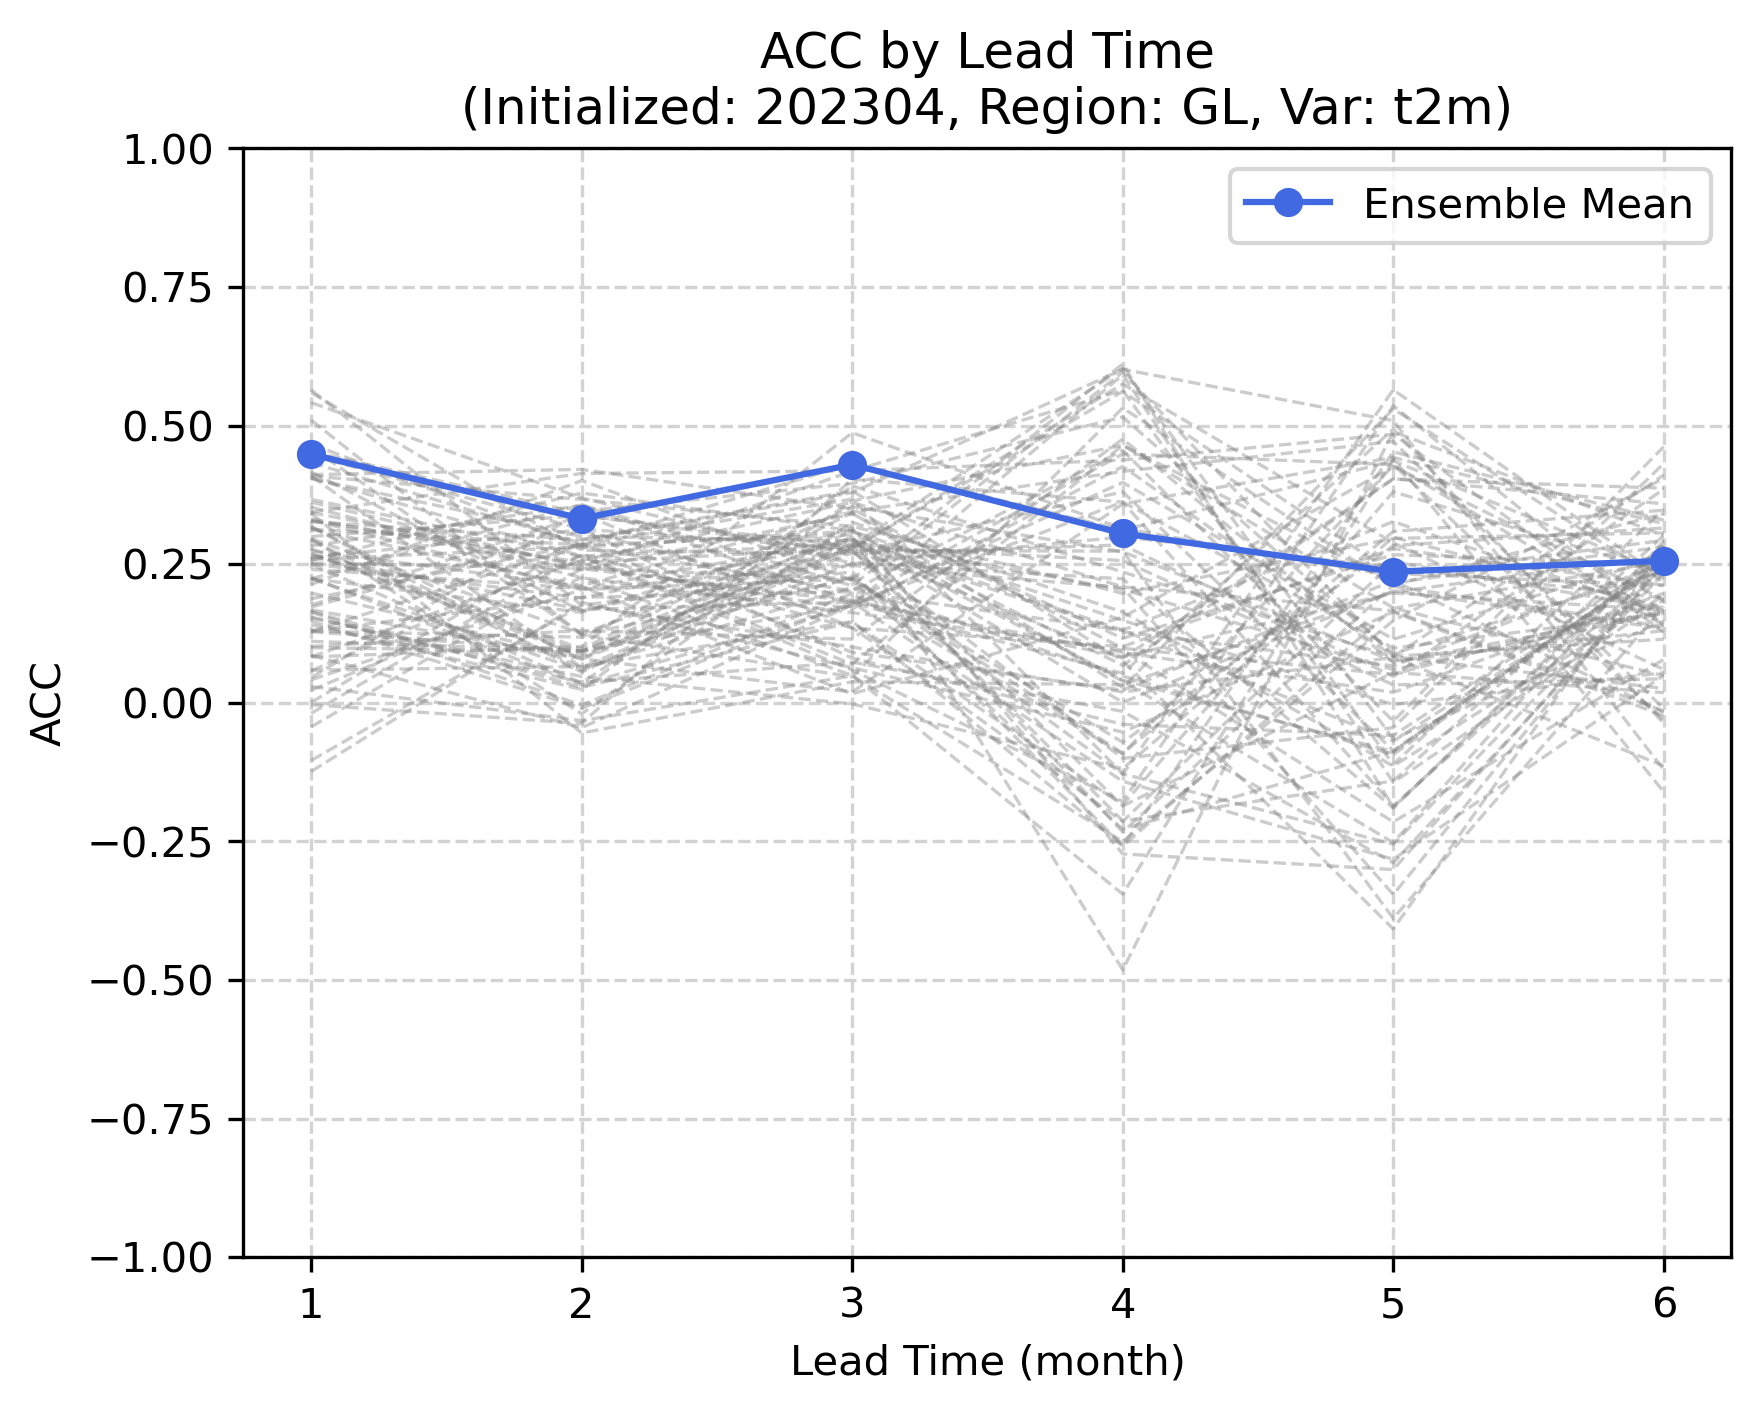 ACC by Lead Time
(Initialized: 202304, Region: GL, Var: t2m)
Ensemble Mean
ACC
1.00
0.75
0.50
0.25
0.00
−0.25
−0.50
−0.75
−1.00
1 2 3 4 5 6
Lead Time (month)